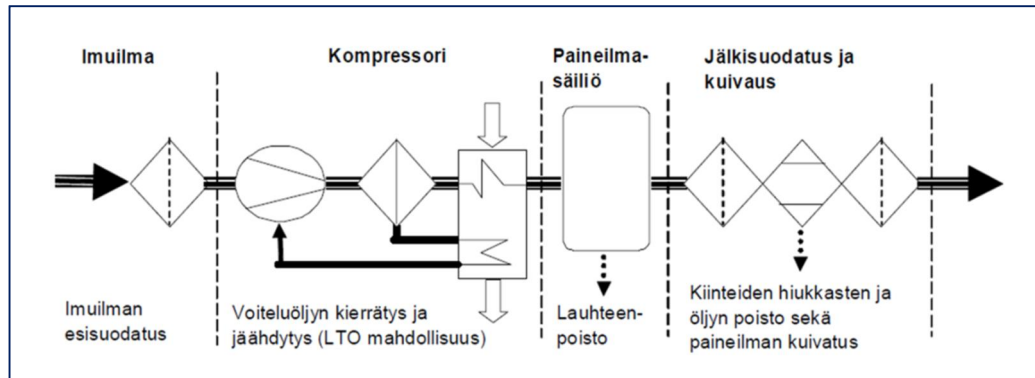 Imuilma
Kompressori
Paineilma-
säiliö
Jälkisuodatus ja
kuivaus
Imuilman
esisuodatus
Voiteluöljyn kierrätys ja
jäähdytys (LTO mahdollisuus)
Lauhteen-
poisto
Kiinteiden hiukkasten ja
öljyn poisto sekä
paineilman kuivatus